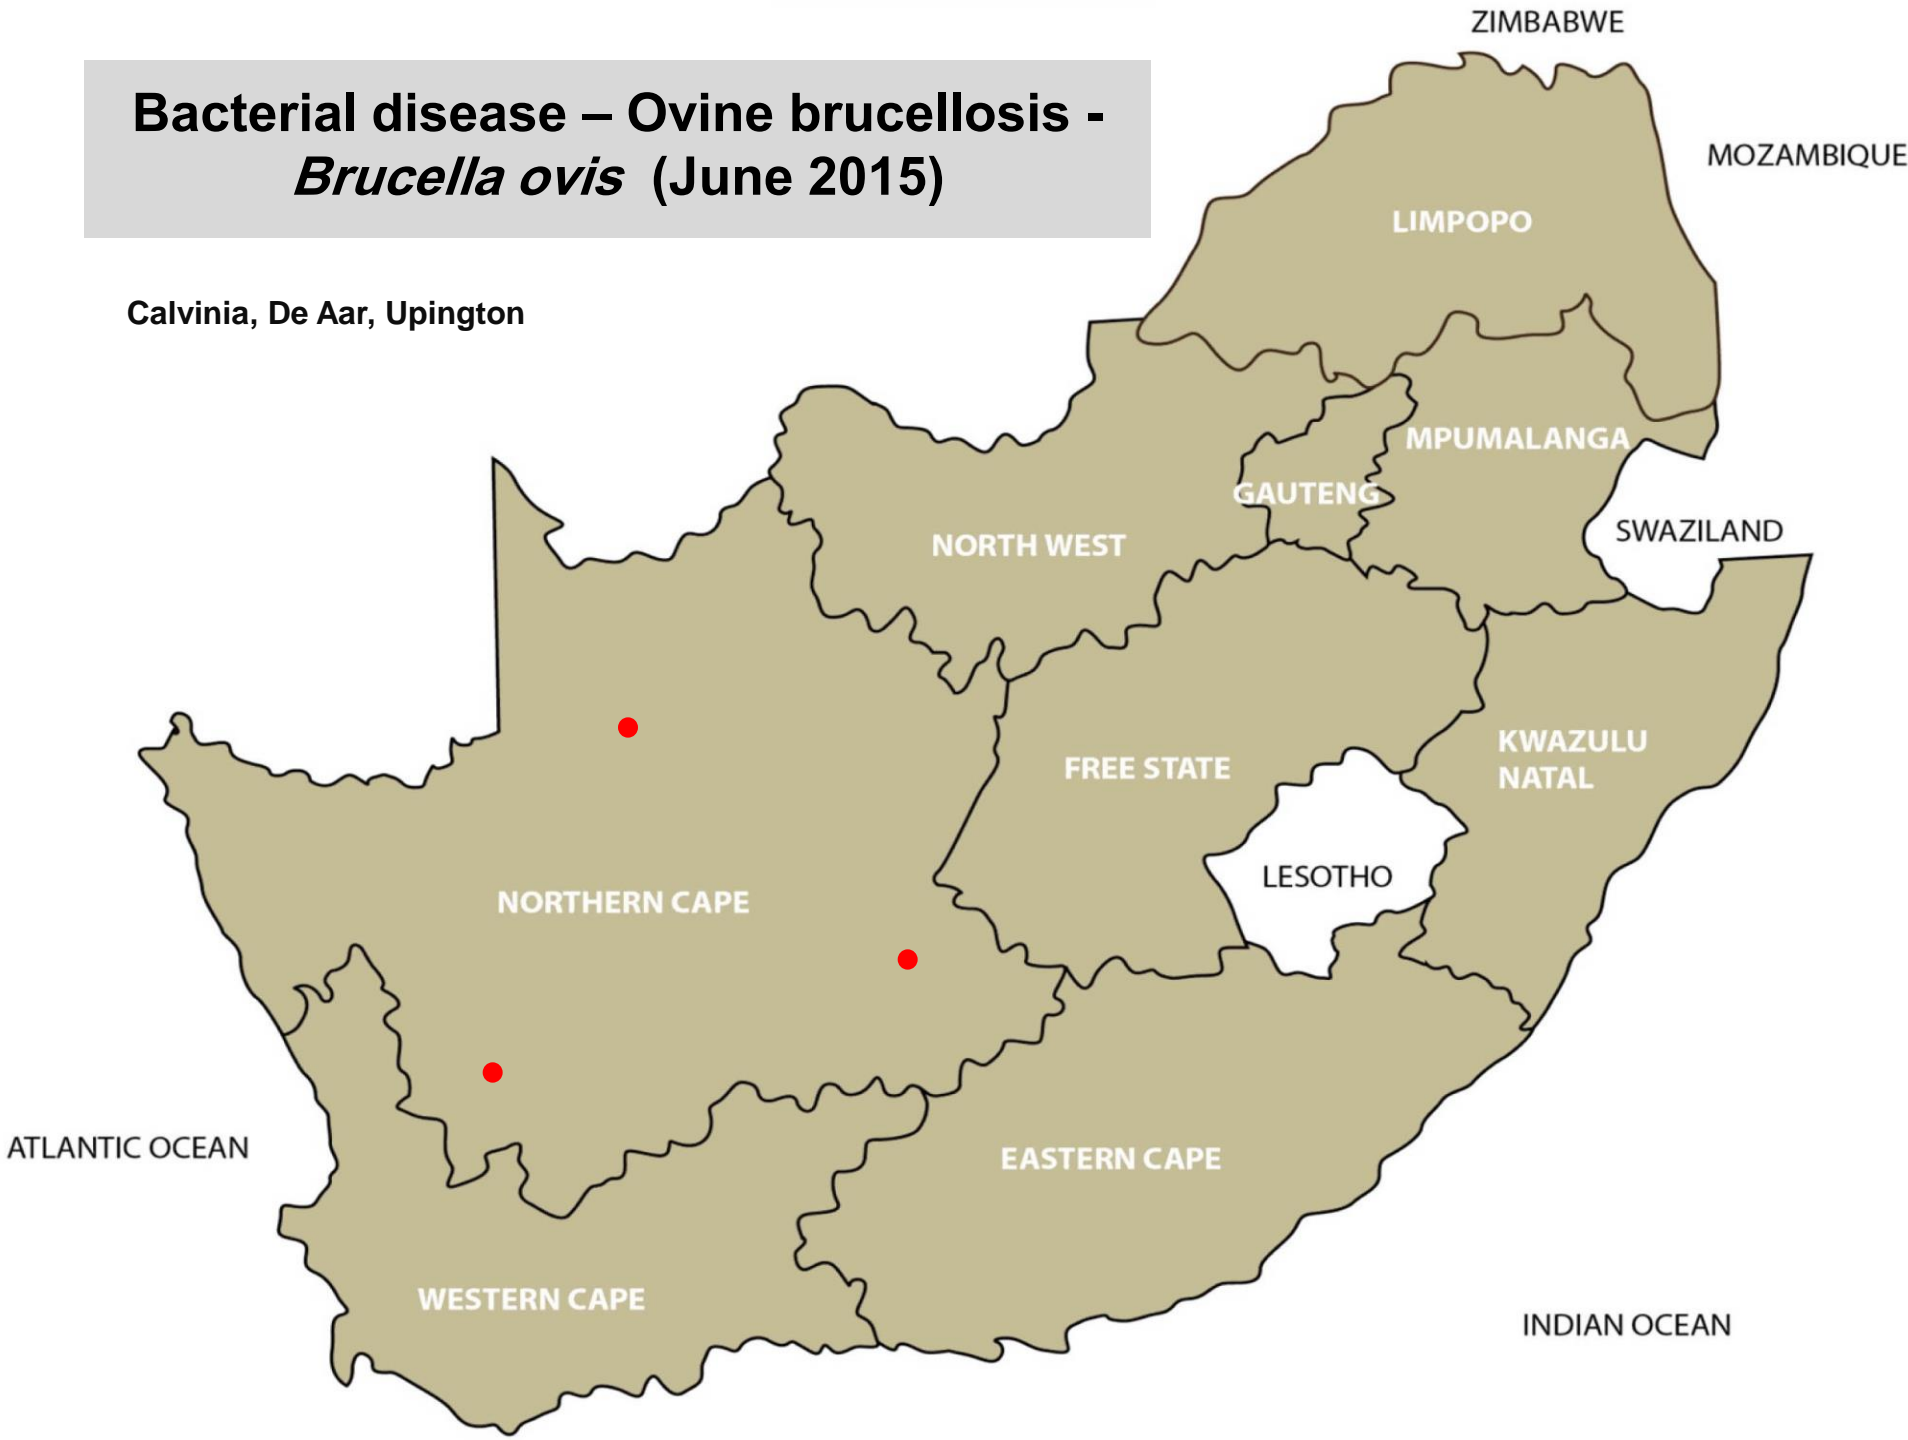 ZIMBABWE
Bacterial disease – Ovine brucellosis -
Brucella ovis (June 2015)
MOZAMBIQUE
LIMPOPO
Calvinia, De Aar, Upington
MPUMALANGA
GAUTENG
SWAZILAND
NORTH WEST
KWAZULU
NATAL
FREE STATE
LESOTHO
NORTHERN CAPE
ATLANTIC OCEAN
EASTERN CAPE
WESTERN CAPE
INDIAN OCEAN